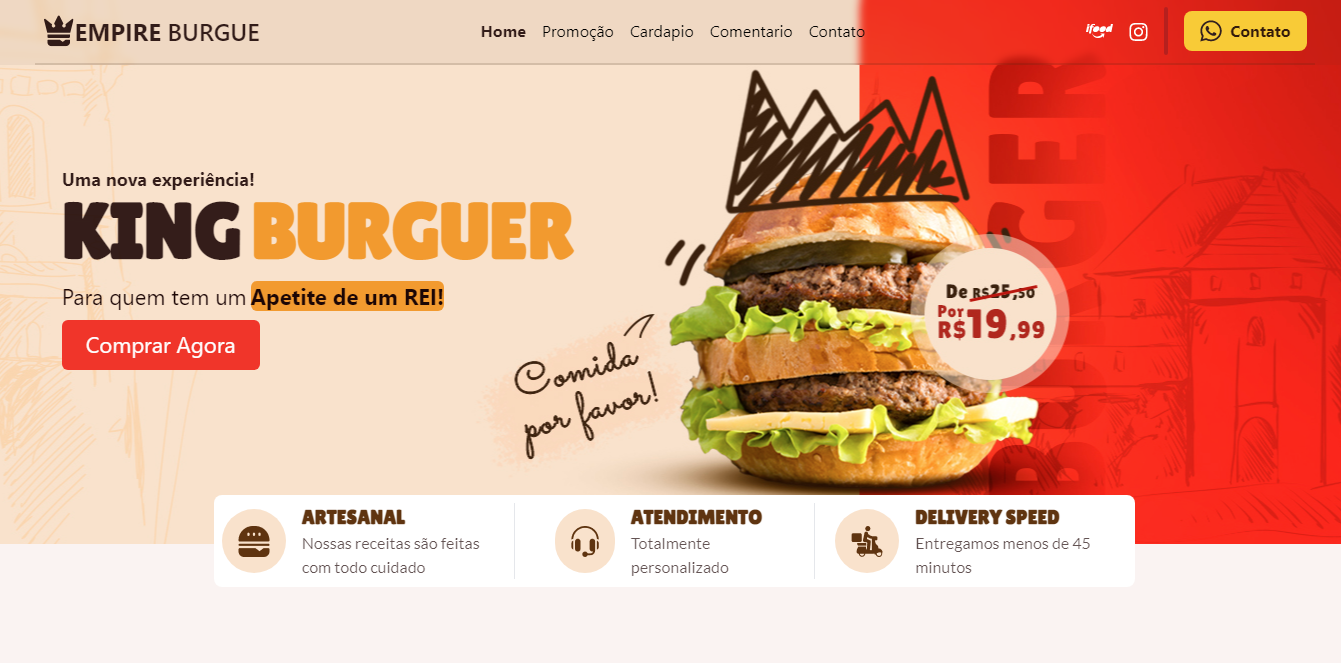 EMPIRE BURGUE
Home Promoção Cardapio Comentario Contato
ifood
Contato
Uma nova experiência!
KING BURGUER
Para quem tem um Apetite de um REI!
Comprar Agora
Comida
por favor!
De R$25,50
Por
R$19,99
BURGER
ARTESANAL
Nossas receitas são feitas
com todo cuidado
ATENDIMENTO
Totalmente
personalizado
DELIVERY SPEED
Entregamos menos de 45
minutos